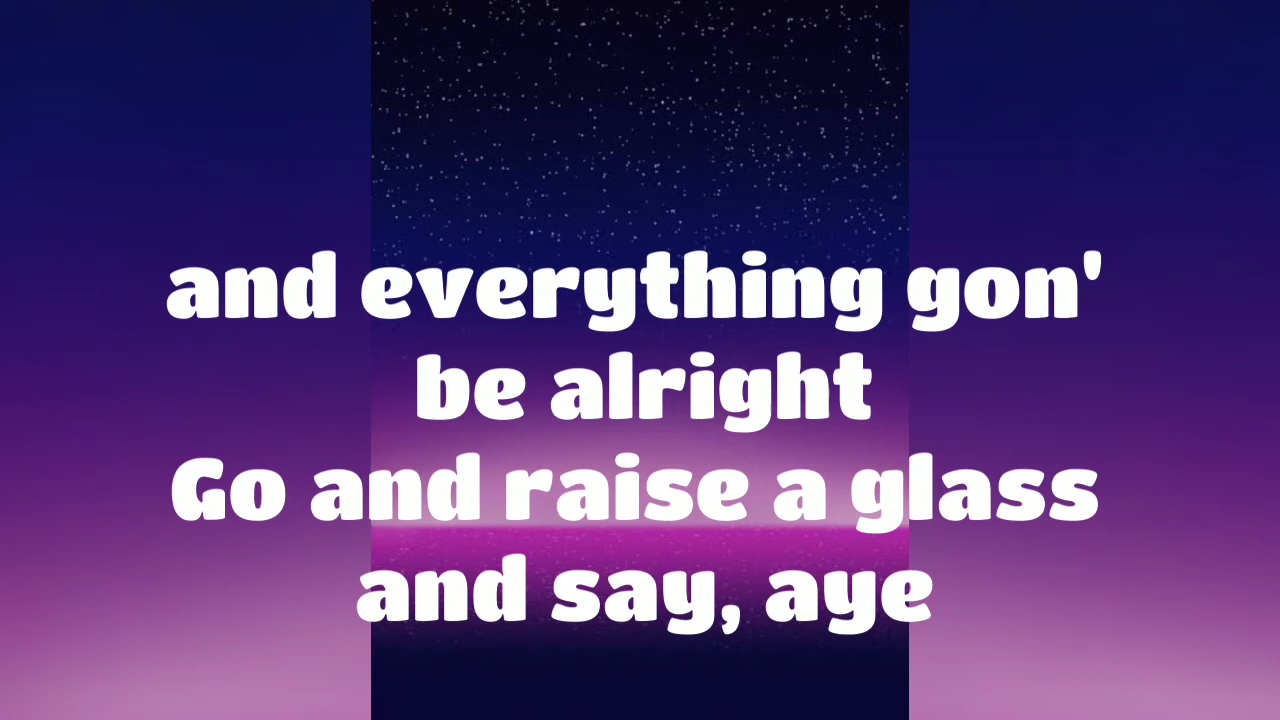 and everything gon'
be alright
Go and raise a glass
and say, aye